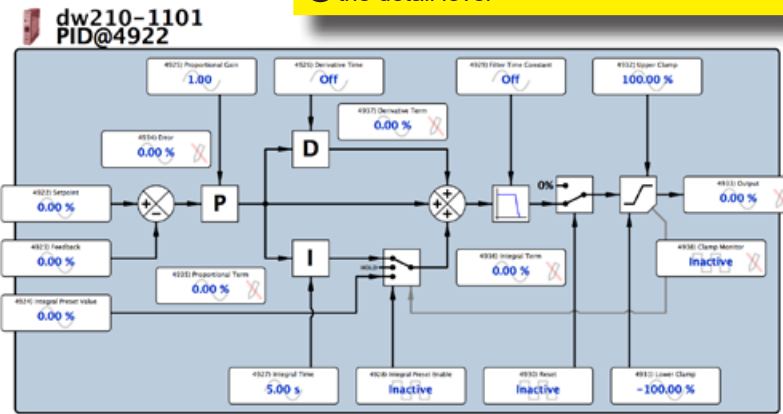 the detail level
dw210-1101
PID@4922
4925) Proportional Gain
1.00
4926) Derivative Time
Off
4929) Filter Time Constant
Off
4932) Upper Clamp
100.00 %
4937) Derivative Term
0.00 %
4934) Error
0.00 %
D
4922) Setpoint
0.00 %
P
0%
4933) Output
0.00 %
4923) Feedback
0.00 %
I
HOLD
4935) Proportional Term
0.00 %
4936) Integral Term
0.00 %
4938) Clamp Monitor
Inactive
4924) Integral Preset Value
0.00 %
4927) Integral Time
5.00 s
4928) Integral Preset Enable
Inactive
4930) Reset
Inactive
4931) Lower Clamp
-100.00 %